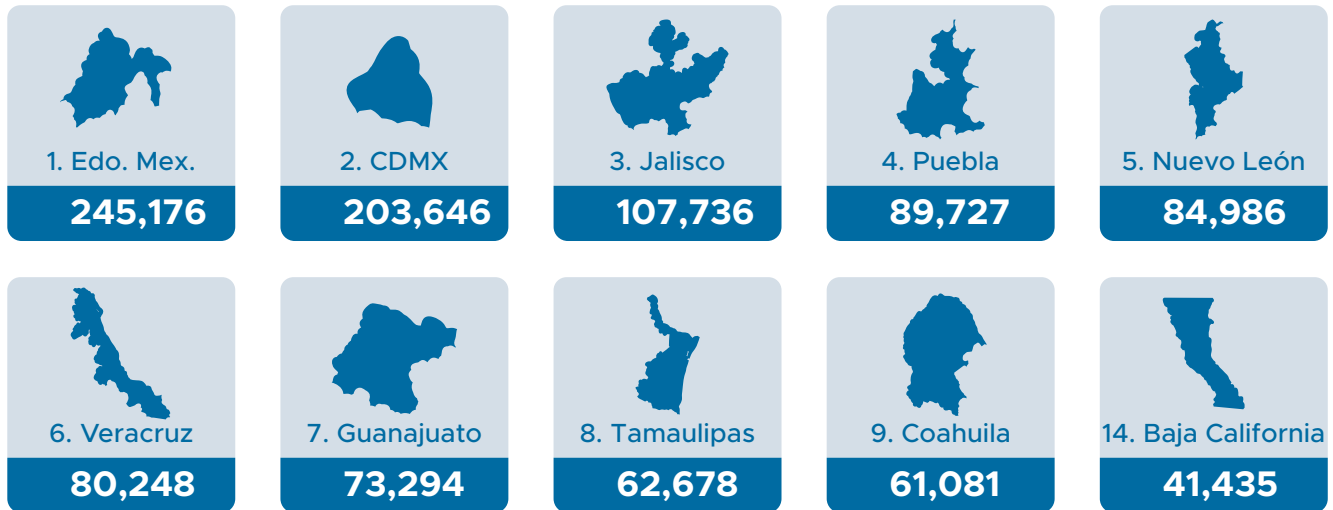 1. Edo. Mex.
245,176
2. CDMX
203,646
3. Jalisco
107,736
4. Puebla
89,727
5. Nuevo León
84,986
6. Veracruz
80,248
7. Guanajuato
73,294
8. Tamaulipas
62,678
9. Coahuila
61,081
14. Baja California
41,435